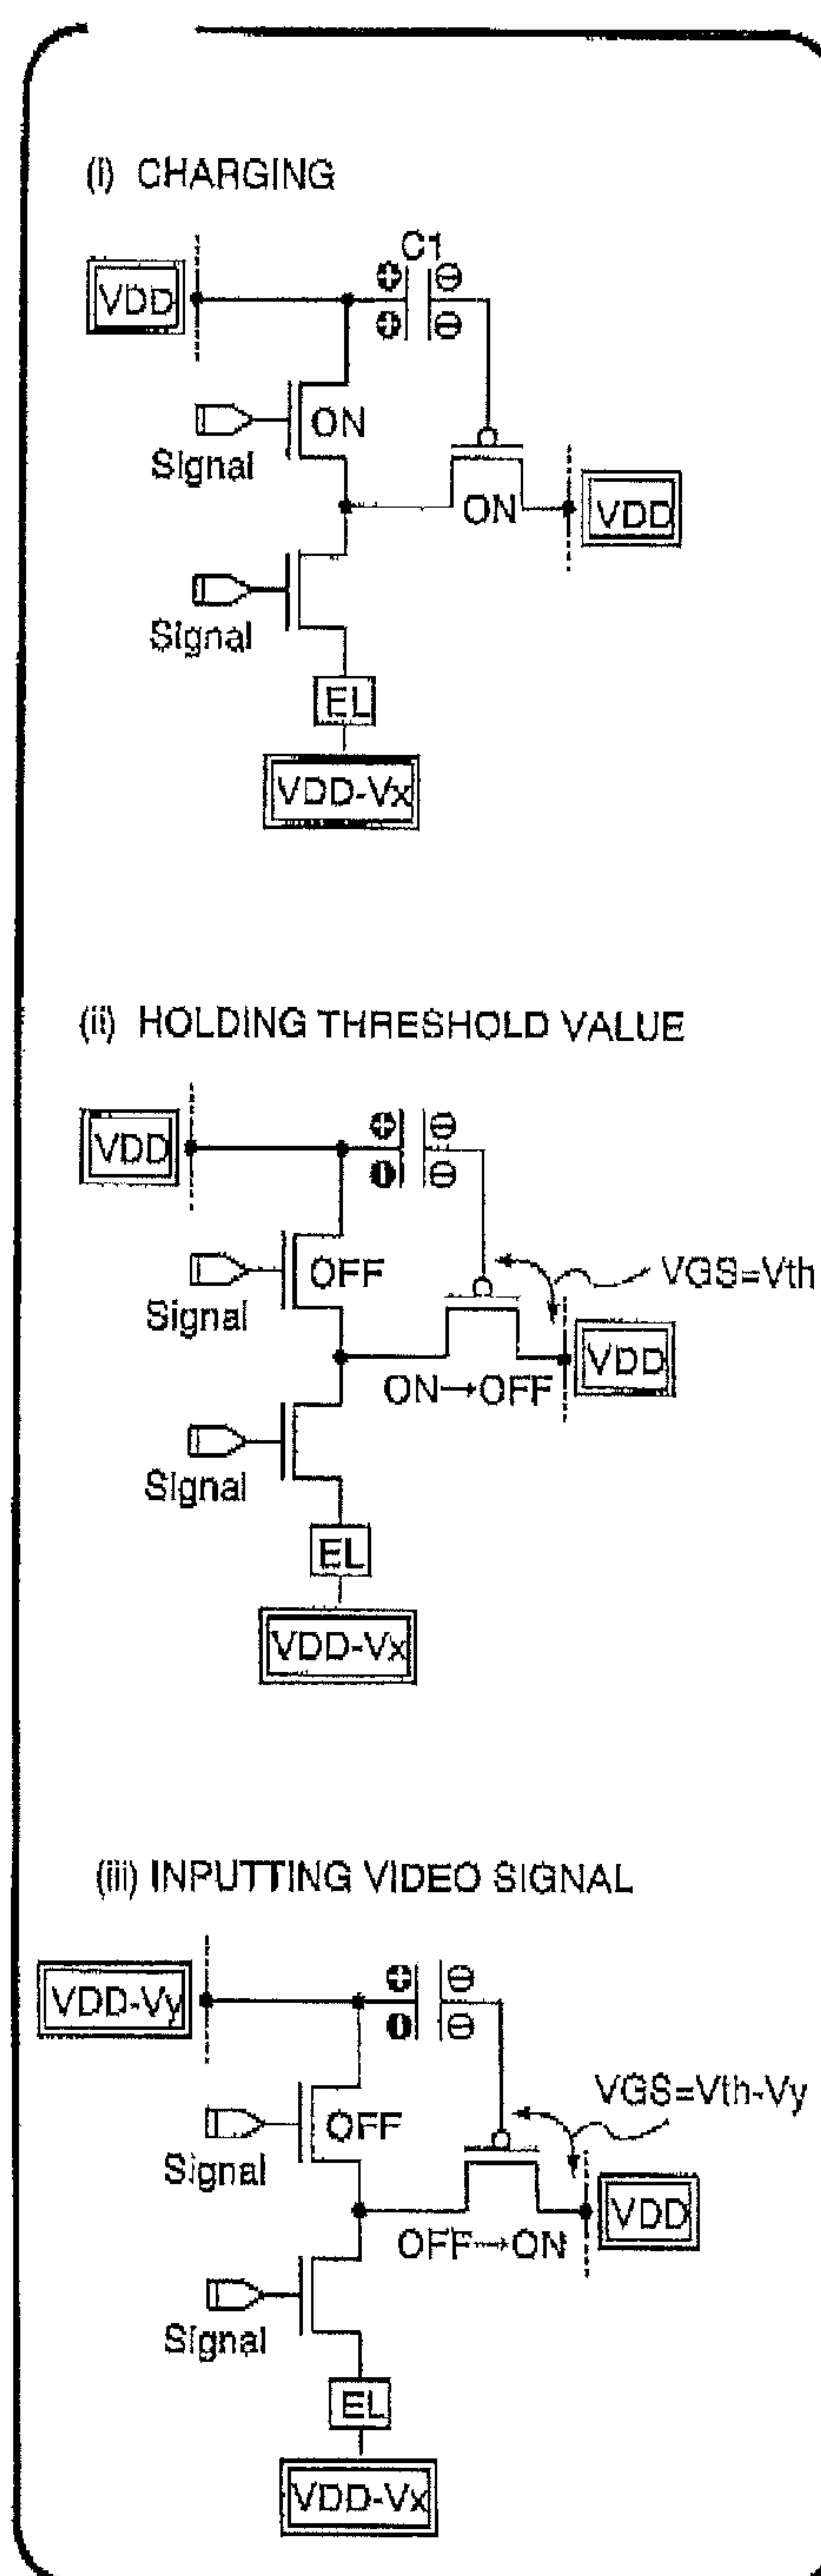 (i) CHARGING
C1
⊕ ⊖
VDD
⊕ ⊖
ON
Signal
ON
VDD
Signal
EL
VDD-Vx
(ii) HOLDING THRESHOLD VALUE
⊕ ⊖
VDD
⊖
OFF
VGS=Vth
Signal
VDD
ON→OFF
Signal
EL
VDD-Vx
(iii) INPUTTING VIDEO SIGNAL
⊕ ⊖
VDD-Vy
⊖
VGS=Vth-Vy
OFF
Signal
VDD
OFF→ON
Signal
EL
VDD-Vx